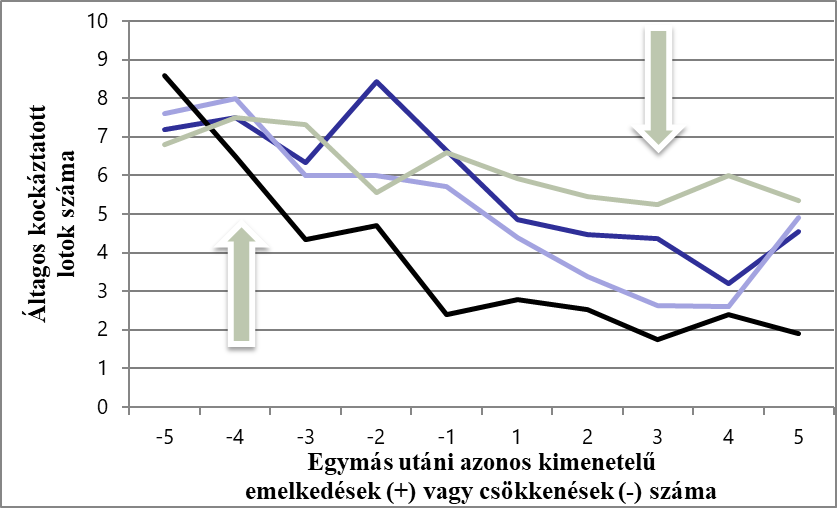 10
9
8
7
6
5
4
3
2
1
0
Áltagos kockáztatott
lotok száma
-5 -4 -3 -2 -1 1 2 3 4 5
Egymás utáni azonos kimenetelű
emelkedések (+) vagy csökkenések (-) száma